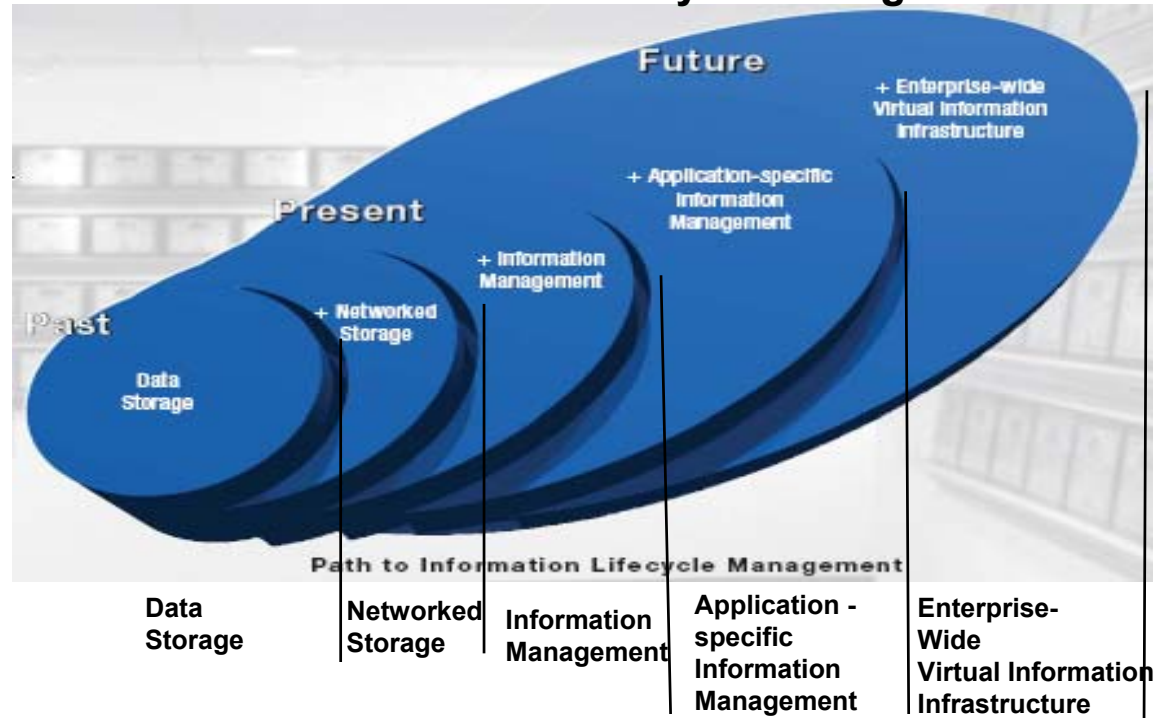 Future
+ Enterprise-wide
Virtual Information
Infrastructure
+ Application-specific
Information
Management
Present
+ Information
Management
+ Networked
Storage
Past
Data
Storage
Path to Information Lifecycle Management
Data
Storage
Networked
Storage
Information
Management
Application -
specific
Information
Management
Enterprise-
Wide
Virtual Information
Infrastructure